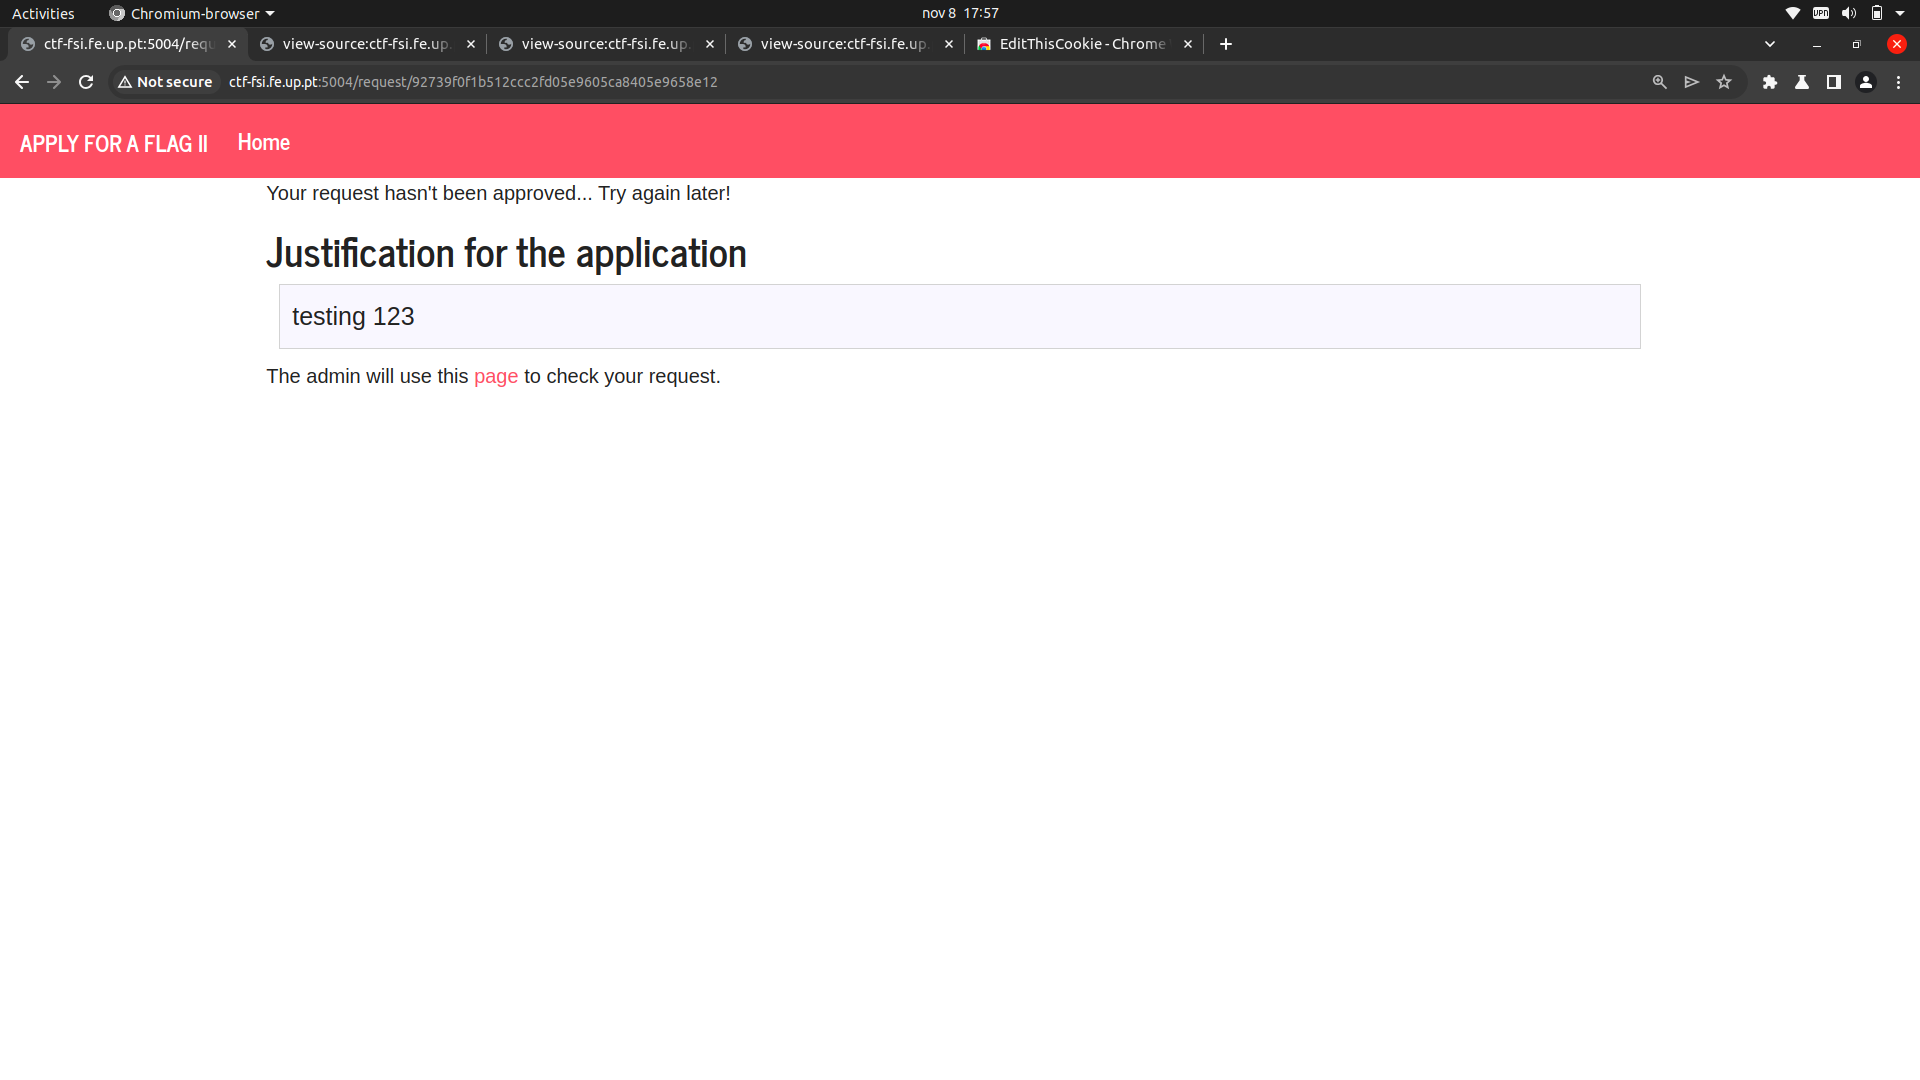 Activities
Chromium-browser
nov 8 17:57
VPN
ctf-fsi.fe.up.pt:5004/requ
view-source:ctf-fsi.fe.up.
view-source:ctf-fsi.fe.up.
view-source:ctf-fsi.fe.up.
EditThisCookie - Chrome
Not secure
ctf-fsi.fe.up.pt:5004/request/92739f0f1b512ccc2fd05e9605ca8405e9658e12
APPLY FOR A FLAG II
Home
Your request hasn't been approved... Try again later!
Justification for the application
testing 123
The admin will use this page to check your request.